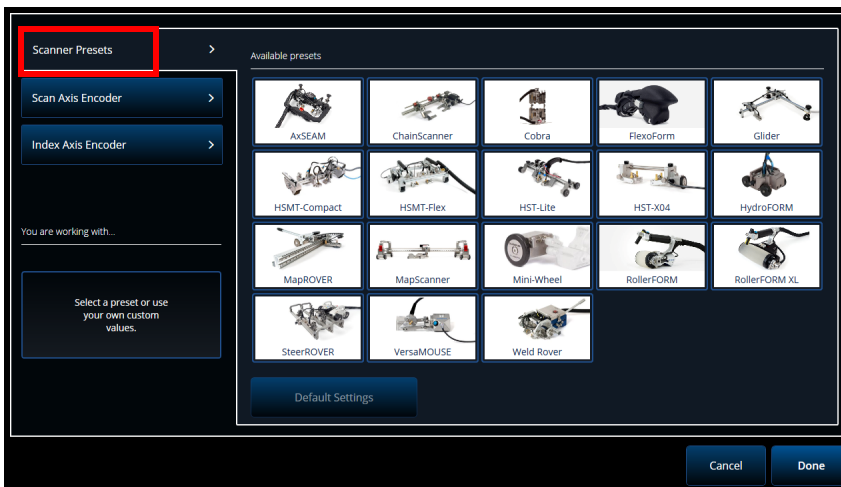 Scanner Presets
Available presets
Scan Axis Encoder
Index Axis Encoder
You are working with...
Select a preset or use
your own custom
values.
AxSEAM
ChainScanner
Cobra
FlexoForm
Glider
HSMT-Compact
HSMT-Flex
HST-Lite
HST-X04
HydroFORM
MapROVER
MapScanner
Mini-Wheel
RollerFORM
RollerFORM XL
SteerROVER
VersaMOUSE
Weld Rover
Default Settings
Cancel
Done